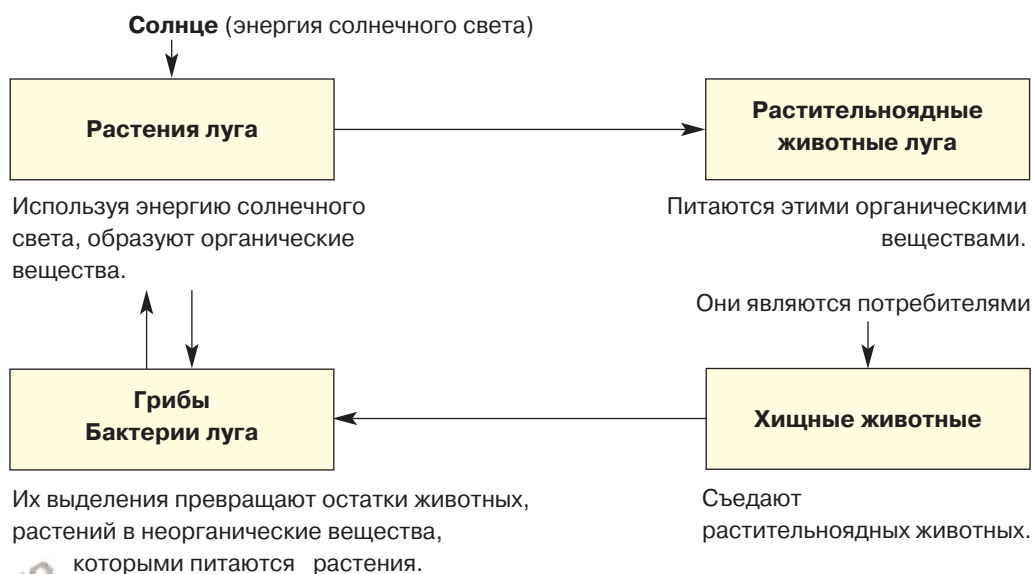 Солнце (энергия солнечного света)
Растения луга
Растительноядные
животные луга
Используя энергию солнечного
света, образуют органические
вещества.
Питаются этими органическими
веществами.
Они являются потребителями
Грибы
Бактерии луга
Хищные животные
Их выделения превращают остатки животных,
растений в неорганические вещества,
которыми питаются растения.
Съедают
растительноядных животных.